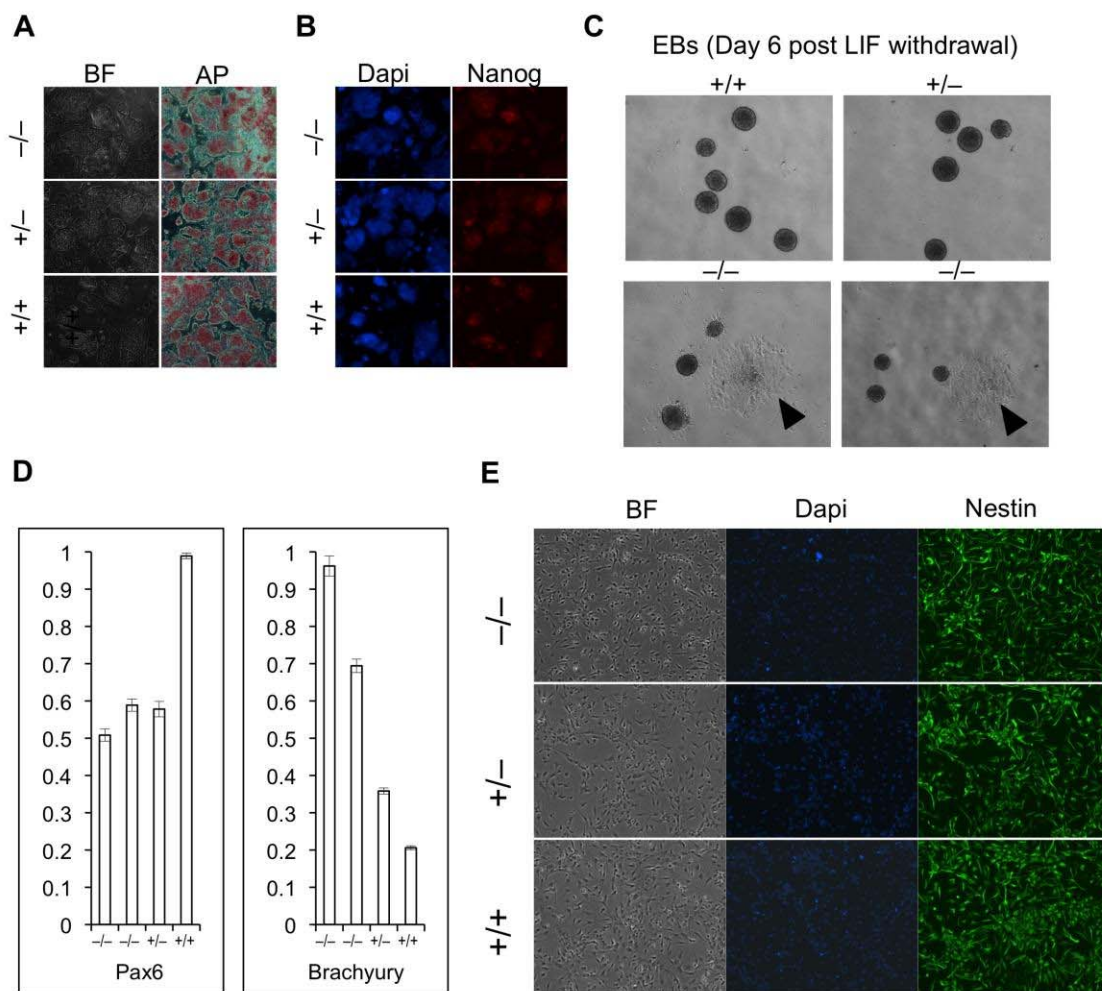 A
BF AP
–/–
+/–
+/+
+/+
B
Dapi Nanog
–/–
+/–
+/+
C
EBs (Day 6 post LIF withdrawal)
+/+ +/–
–/– –/–
D
1 1
0.9 0.9
0.8 0.8
0.7 0.7
0.6 0.6
0.5 0.5
0.4 0.4
0.3 0.3
0.2 0.2
0.1 0.1
0 0
–/– –/– +/– +/+ –/– –/– +/– +/+
Pax6 Brachyury
E
BF Dapi Nestin
–/–
+/–
+/+